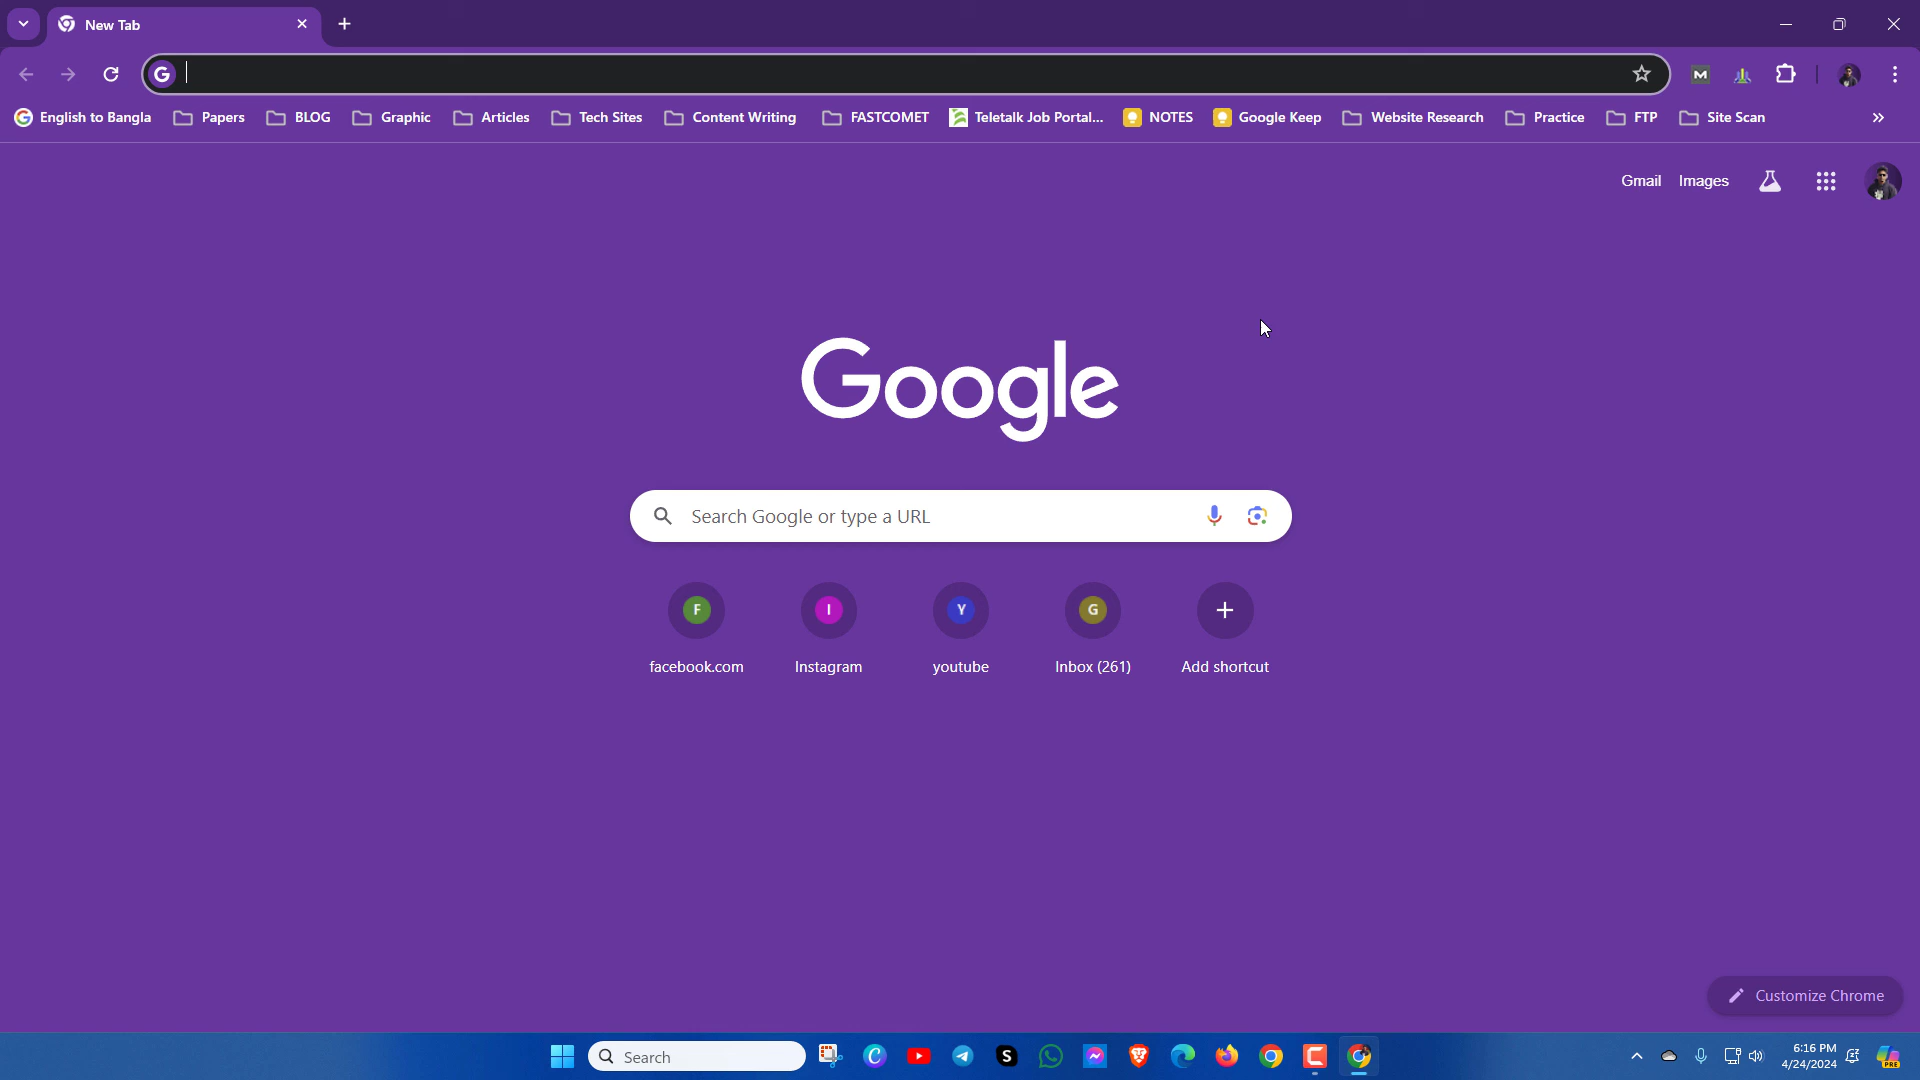 New Tab
G
English to Bangla Papers BLOG Graphic Articles Tech Sites Content Writing FASTCOMET Teletalk Job Portal... NOTES Google Keep Website Research Practice FTP Site Scan »
Gmail Images
Google
Search Google or type a URL
F I Y G
facebook.com Instagram youtube Inbox (261) Add shortcut
Customize Chrome
Search
6:16 PM
4/24/2024
PRE